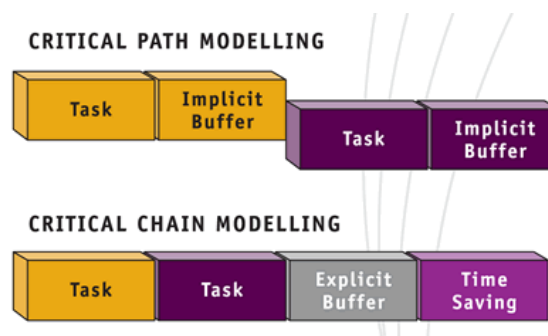 CRITICAL PATH MODELLING
Task
Implicit
Buffer
Task
Implicit
Buffer
CRITICAL CHAIN MODELLING
Task
Task
Explicit
Buffer
Time
Saving